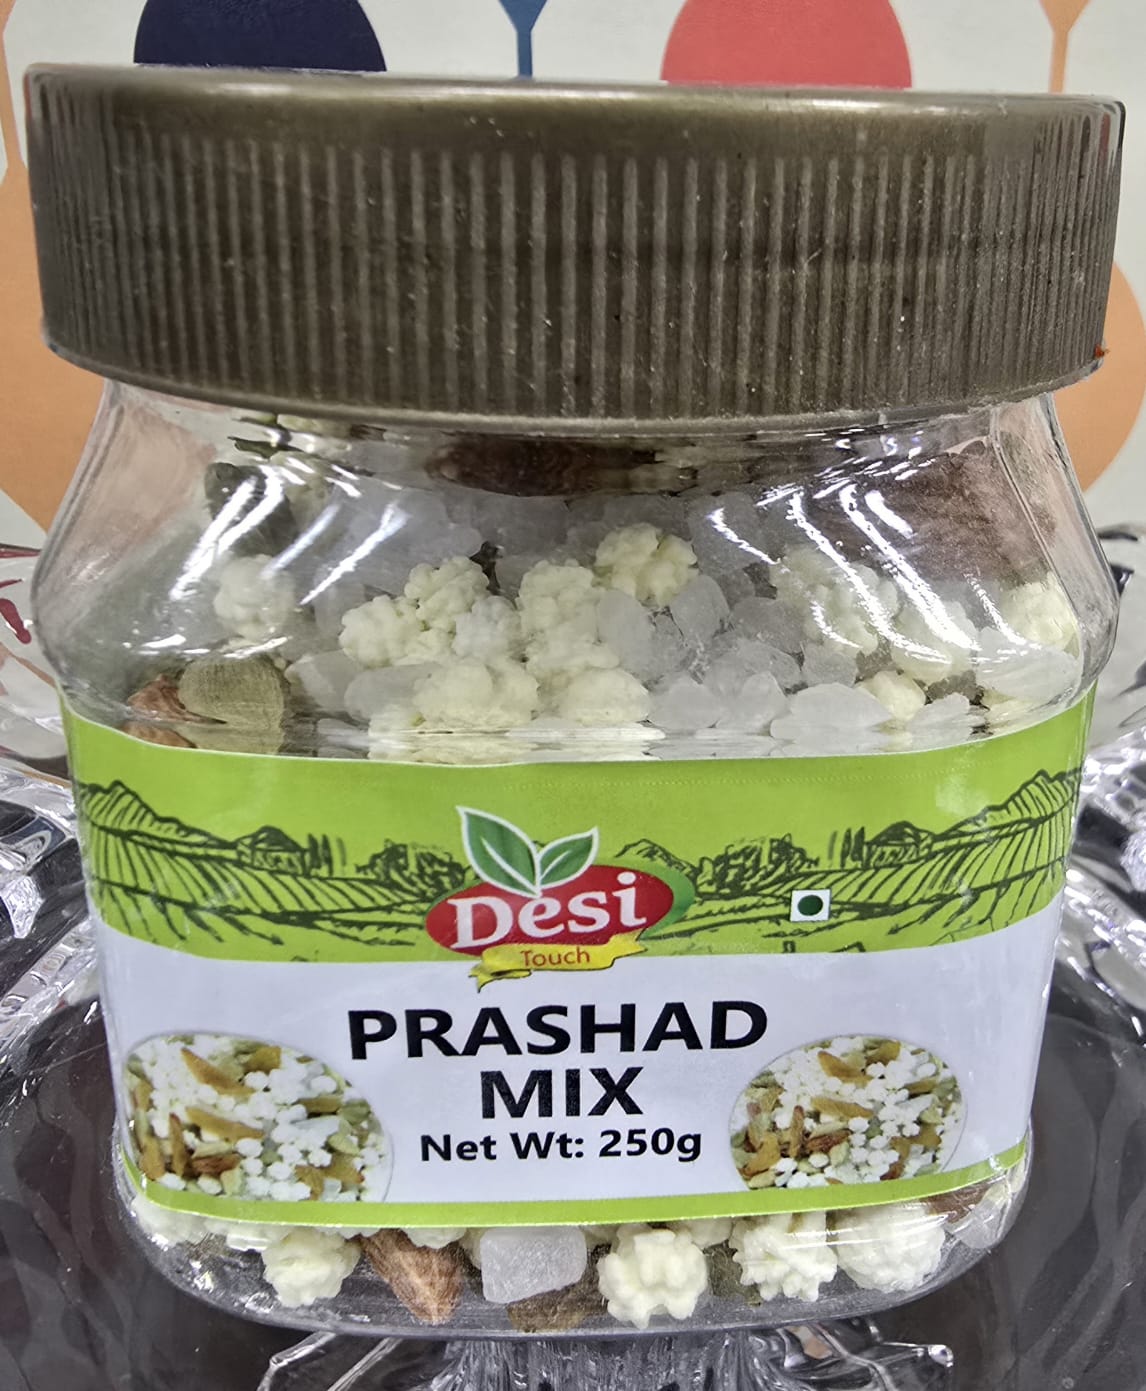 Desi
Touch
PRASHAD
MIX
Net Wt: 250g